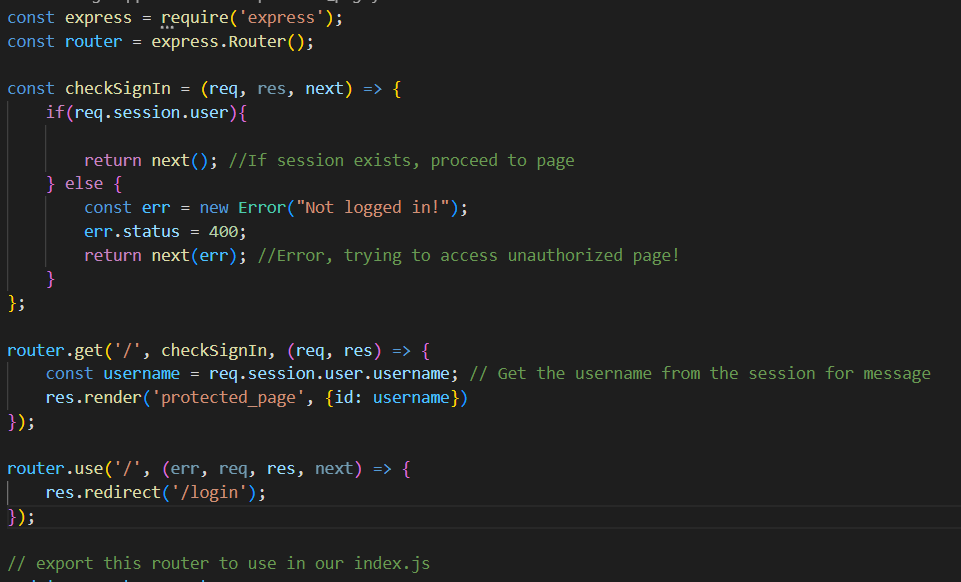 const express = require('express');
const router = express.Router();
const checkSignIn = (req, res, next) => {
if(req.session.user){
return next(); //If session exists, proceed to page
} else {
const err = new Error("Not logged in!");
err.status = 400;
return next(err); //Error, trying to access unauthorized page!
}
};
router.get('/', checkSignIn, (req, res) => {
const username = req.session.user.username; // Get the username from the session for message
res.render('protected_page', {id: username})
});
router.use('/', (err, req, res, next) => {
res.redirect('/login');
});
// export this router to use in our index.js